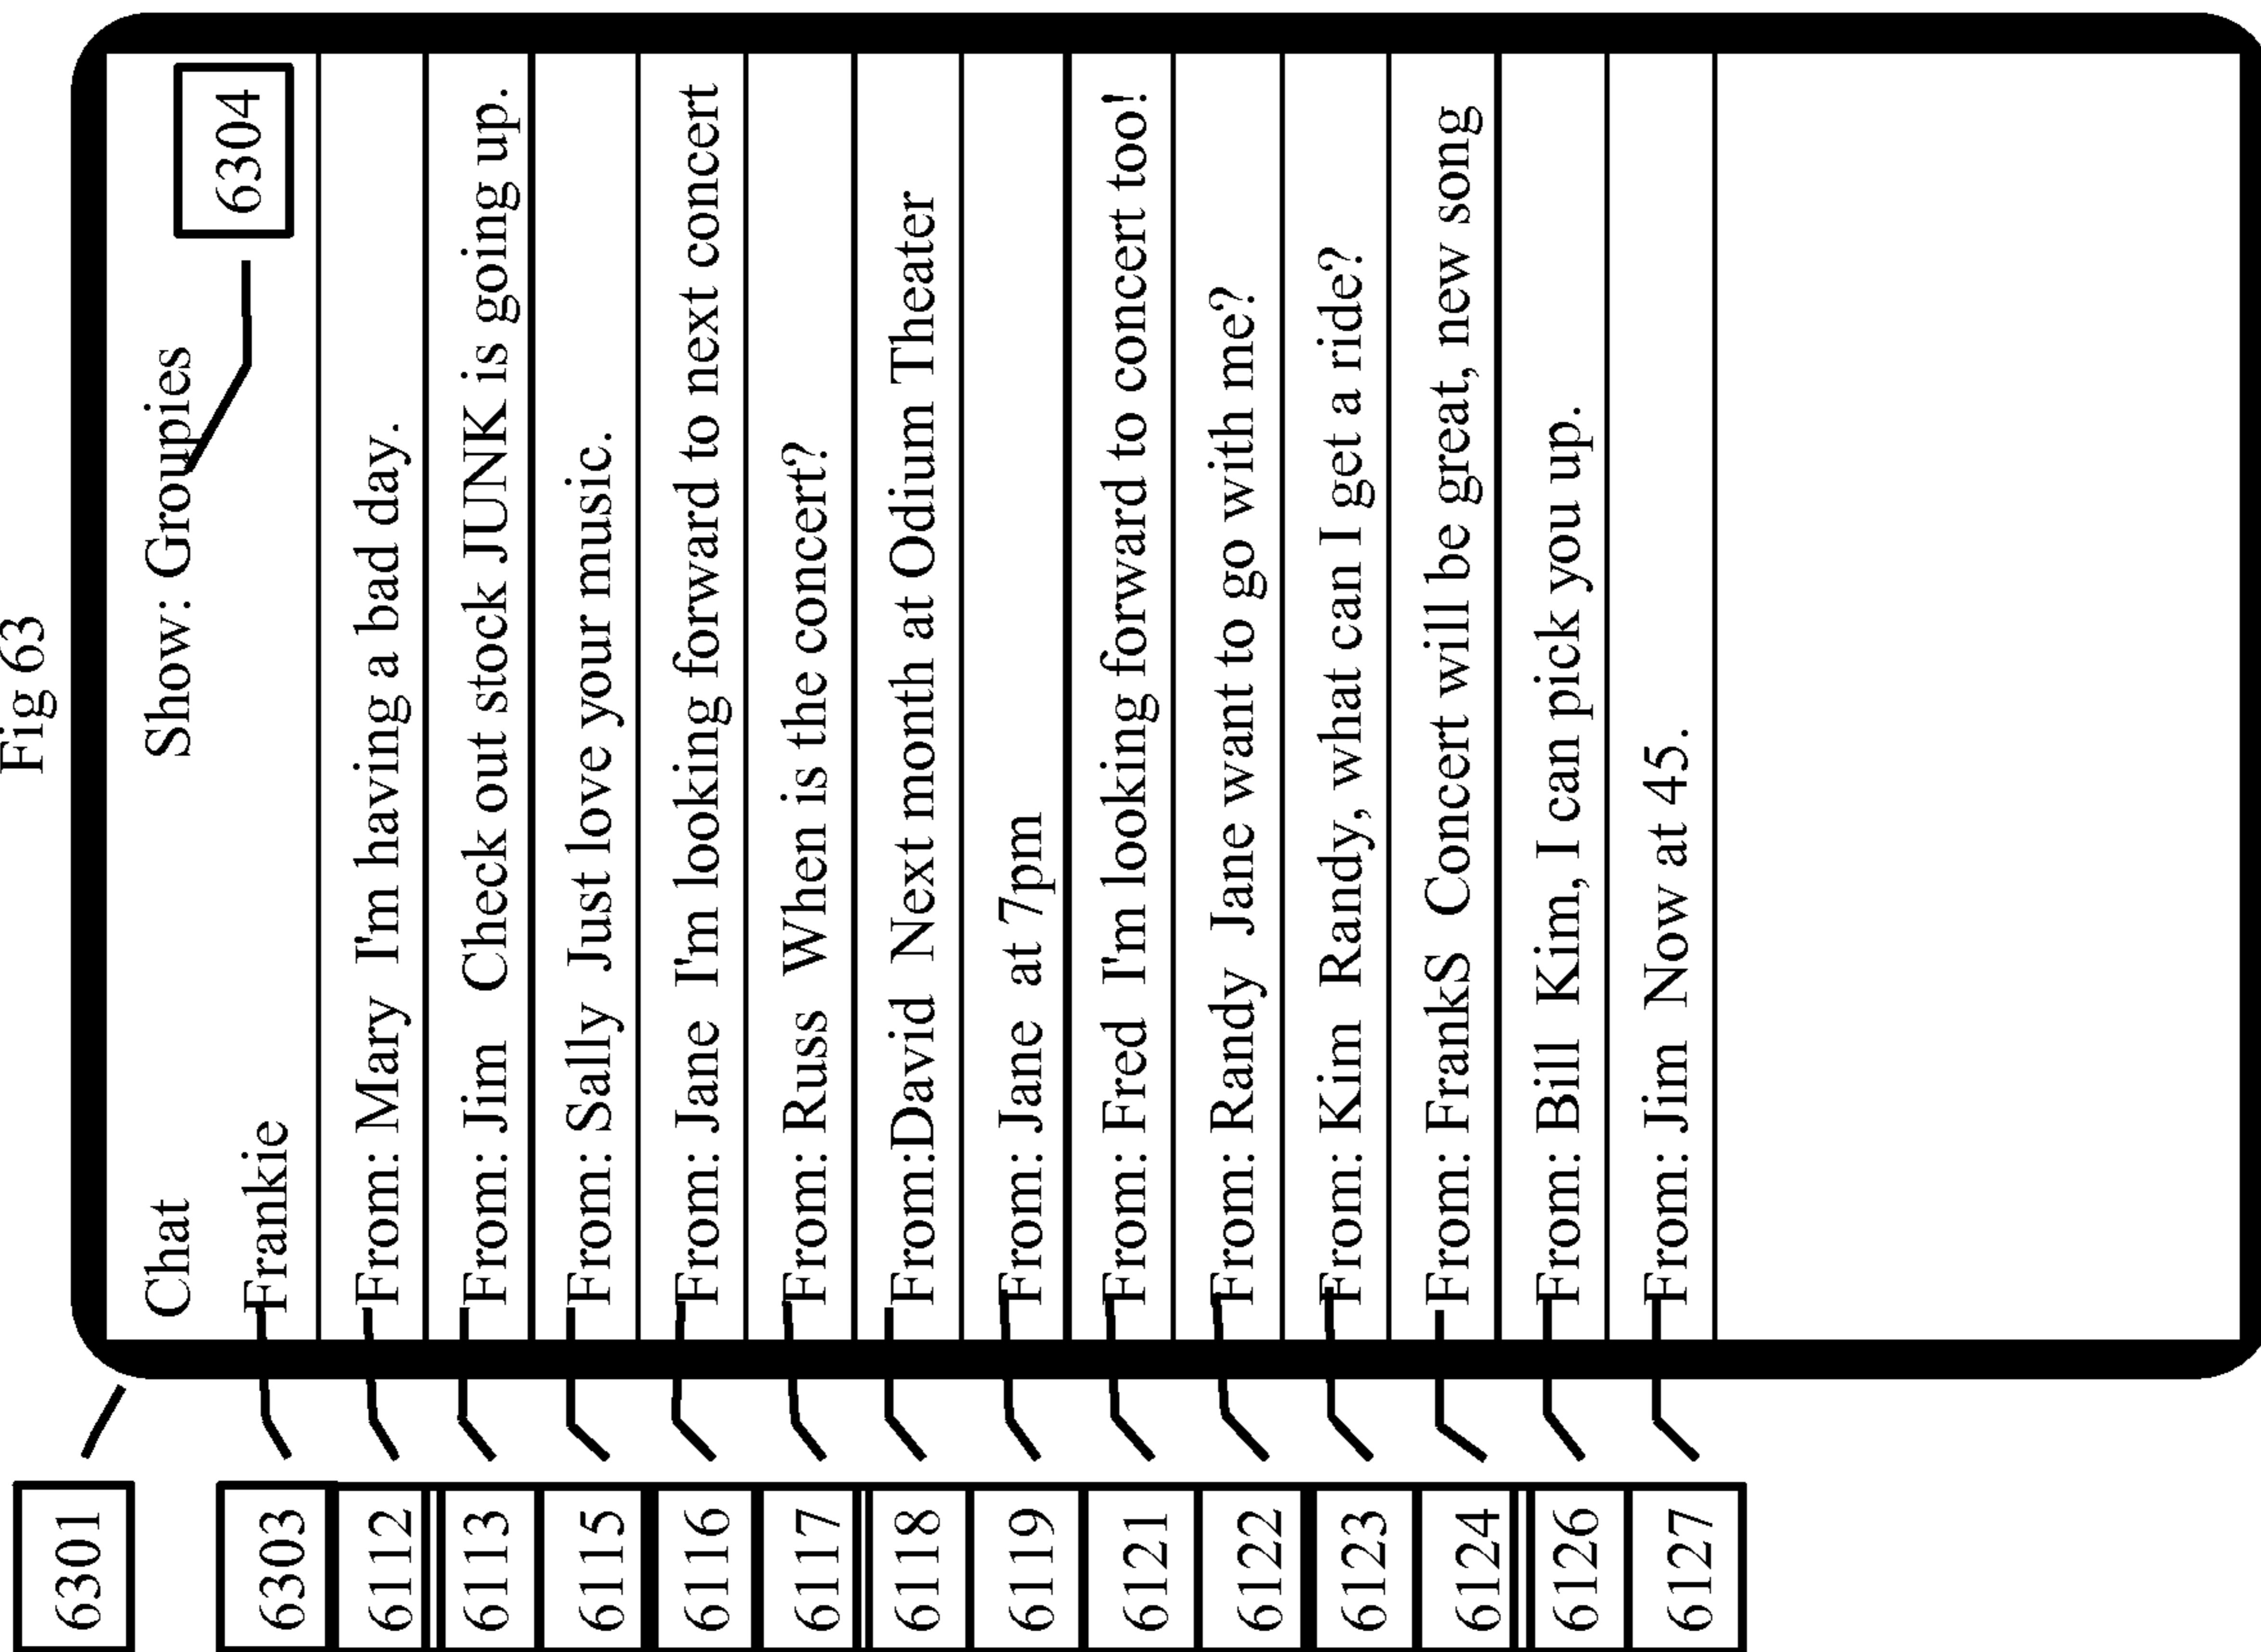 Fig 63
6301
Chat Show: Groupies
6304
6303 Frankie
6112 From: Mary I'm having a bad day.
6113 From: Jim Check out stock JUNK is going up.
6115 From: Sally Just love your music.
6116 From: Jane I'm looking forward to next concert
6117 From: Russ When is the concert?
6118 From:David Next month at Odium Theater
6119 From: Jane at 7pm
6121 From: Fred I'm looking forward to concert too!
6122 From: Randy Jane want to go with me?
6123 From: Kim Randy, what can I get a ride?
6124 From: FrankS Concert will be great, new song
6126 From: Bill Kim, I can pick you up.
6127 From: Jim Now at 45.